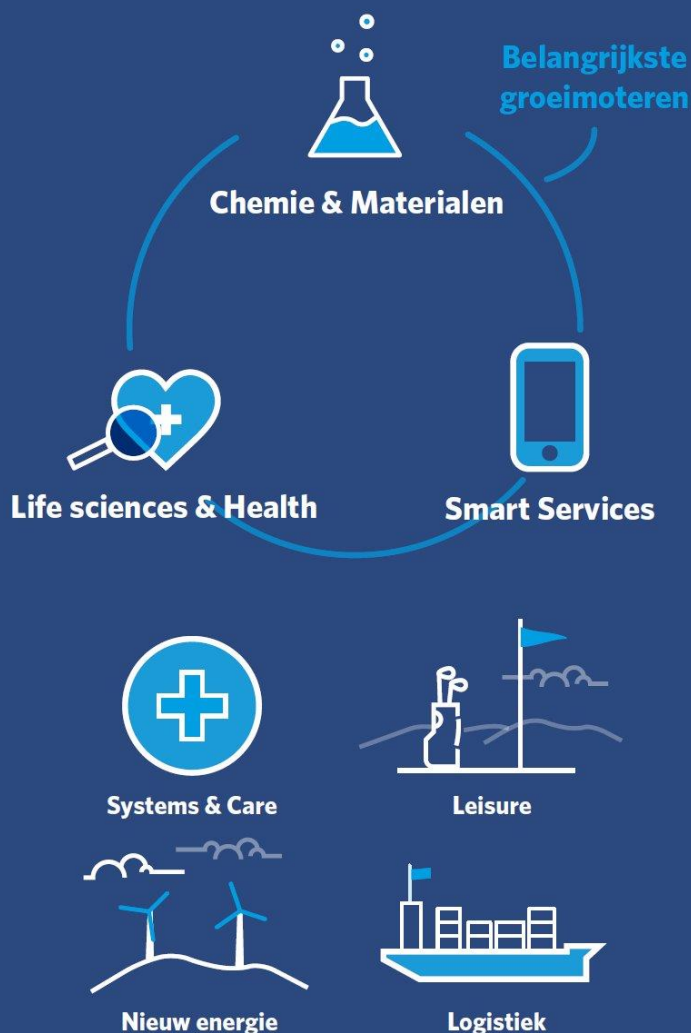 Belangrijkste
groeimoteren
Chemie & Materialen
Life sciences & Health
Smart Services
Systems & Care
Leisure
Nieuw energie
Logistiek